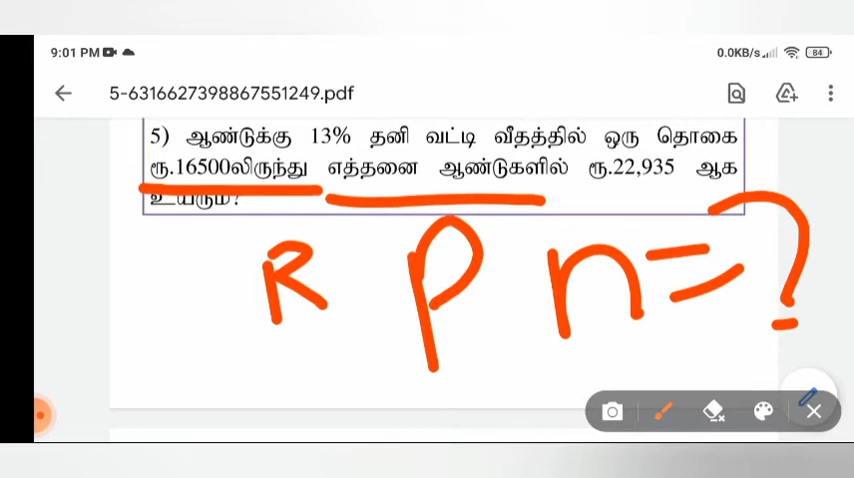 9:01 PM
0.0KB/s 84
5-6316627398867551249.pdf
5) ஆண்டுக்கு 13% தனி வட்டி வீதத்தில் ஒரு தொகை
ரூ.16500லிருந்து எத்தனை ஆண்டுகளில் ரூ.22,935 ஆக
உயரும்?
R P n=?